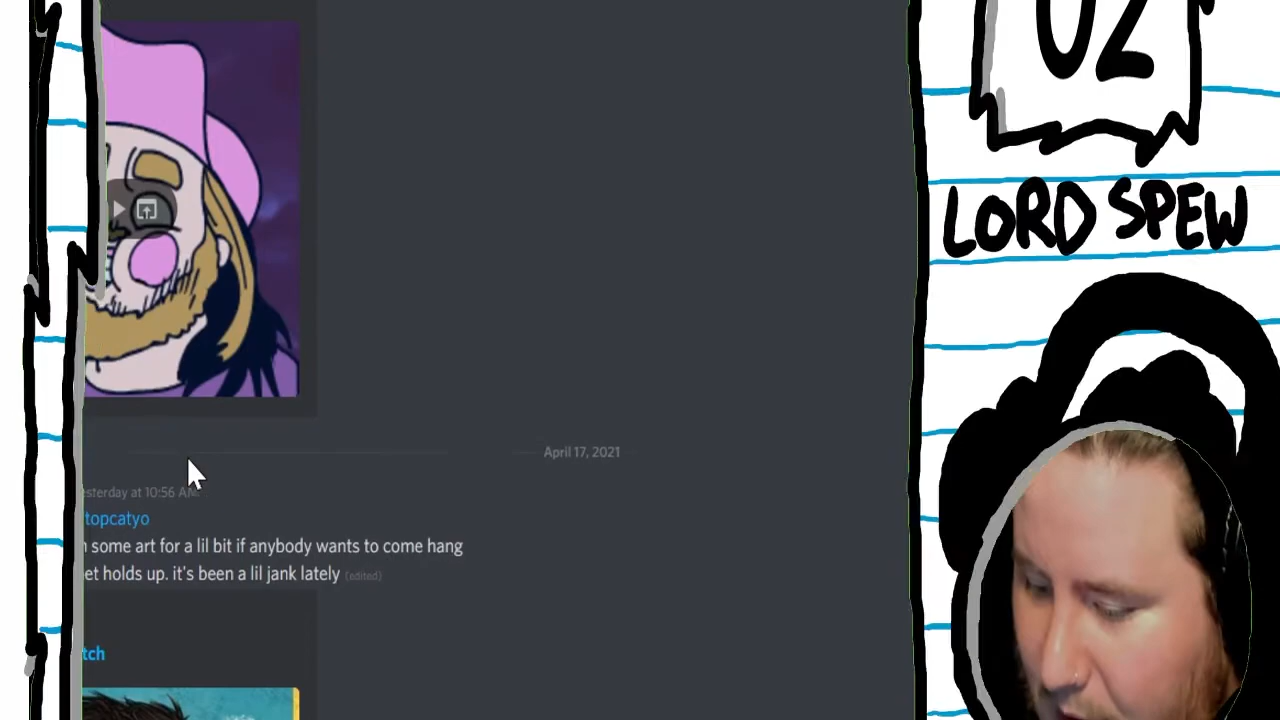 02
LORD SPEW
April 17, 2021
esterday at 10:56 AM
topcatyo
some art for a lil bit if anybody wants to come hang
et holds up. it's been a lil jank lately (edited)
tch